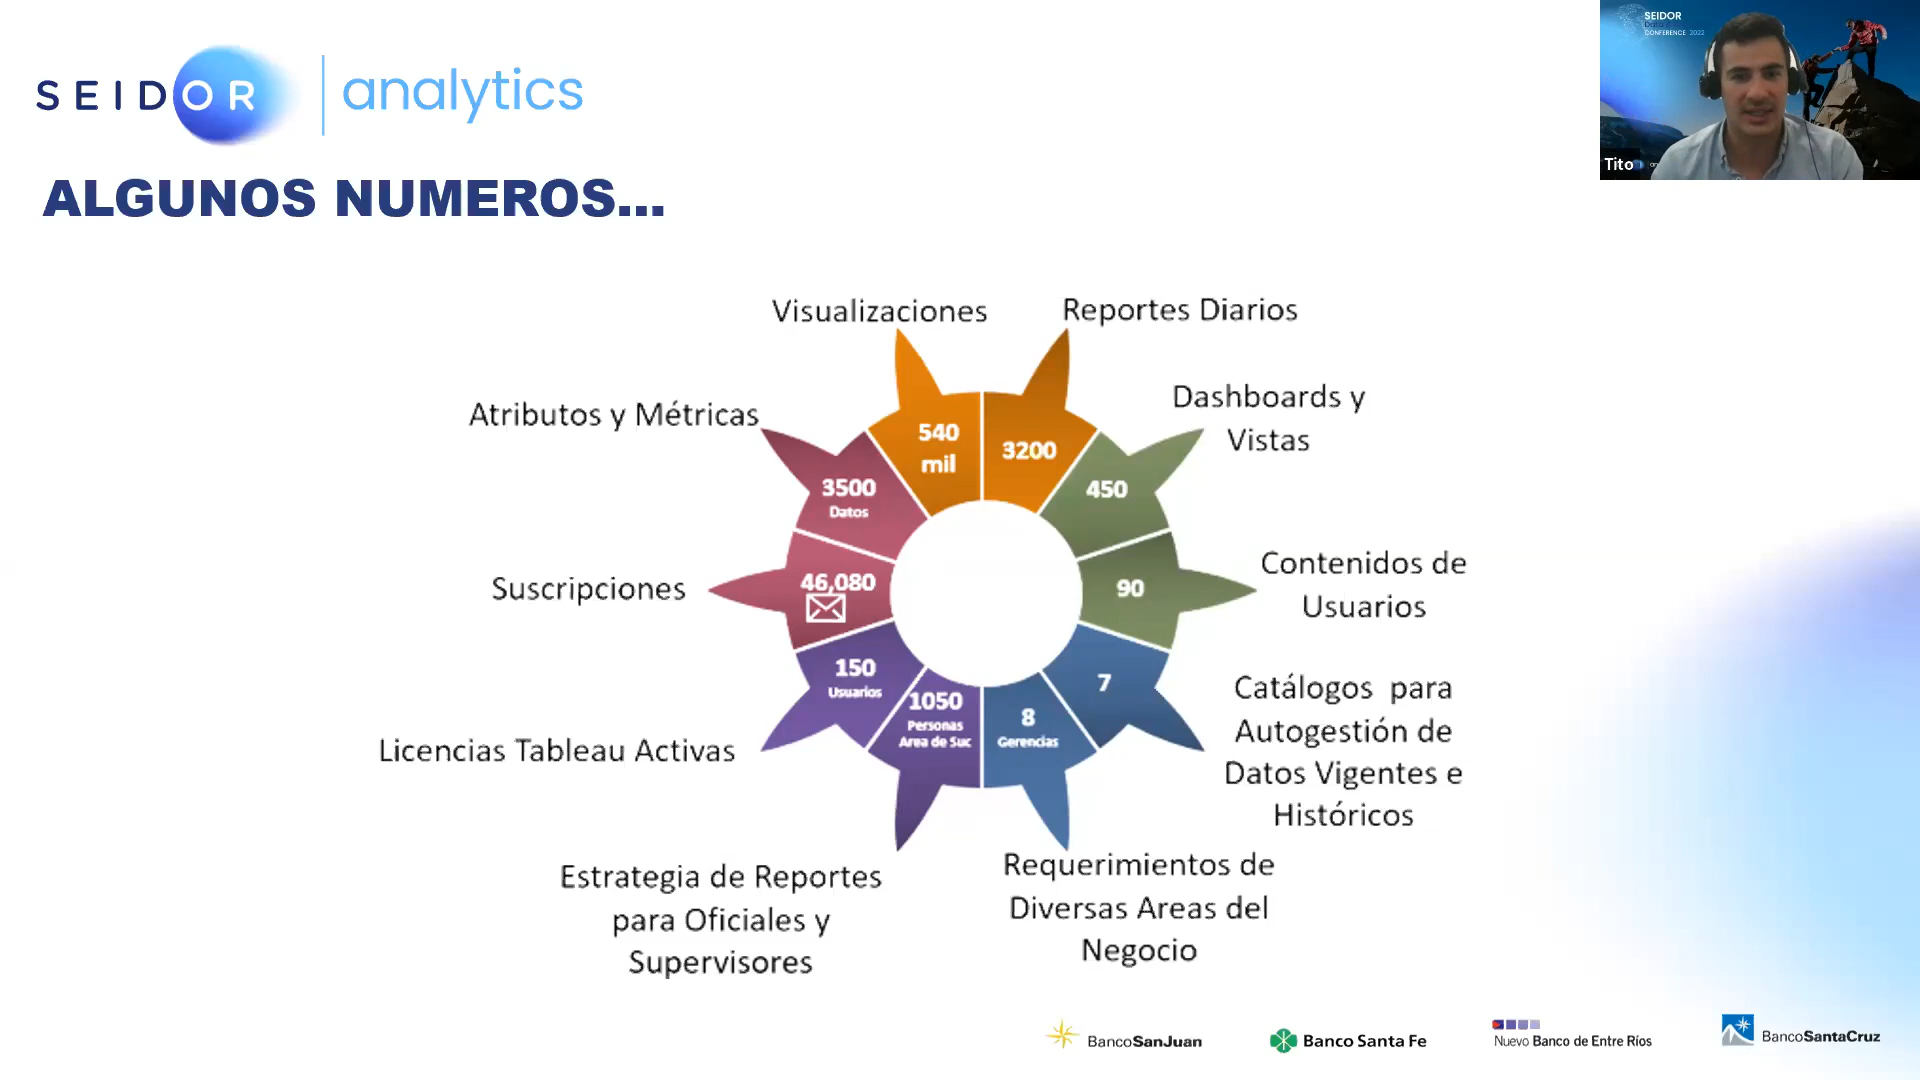 SEIDOR | analytics
SEIDOR
CONFERENCE 2022
Tito
ALGUNOS NUMEROS...
Visualizaciones
Reportes Diarios
Atributos y Métricas
Dashboards y
Vistas
540
mil
3200
3500
Datos
450
Suscripciones
46,080
90
Contenidos de
Usuarios
150
Usuarios
1050
Personas
Area de Suc
8
Gerencias
7
Catálogos para
Autogestión de
Datos Vigentes e
Históricos
Licencias Tableau Activas
Estrategia de Reportes
para Oficiales y
Supervisores
Requerimientos de
Diversas Areas del
Negocio
BancoSanJuan
Banco Santa Fe
Nuevo Banco de Entre Ríos
BancoSantaCruz